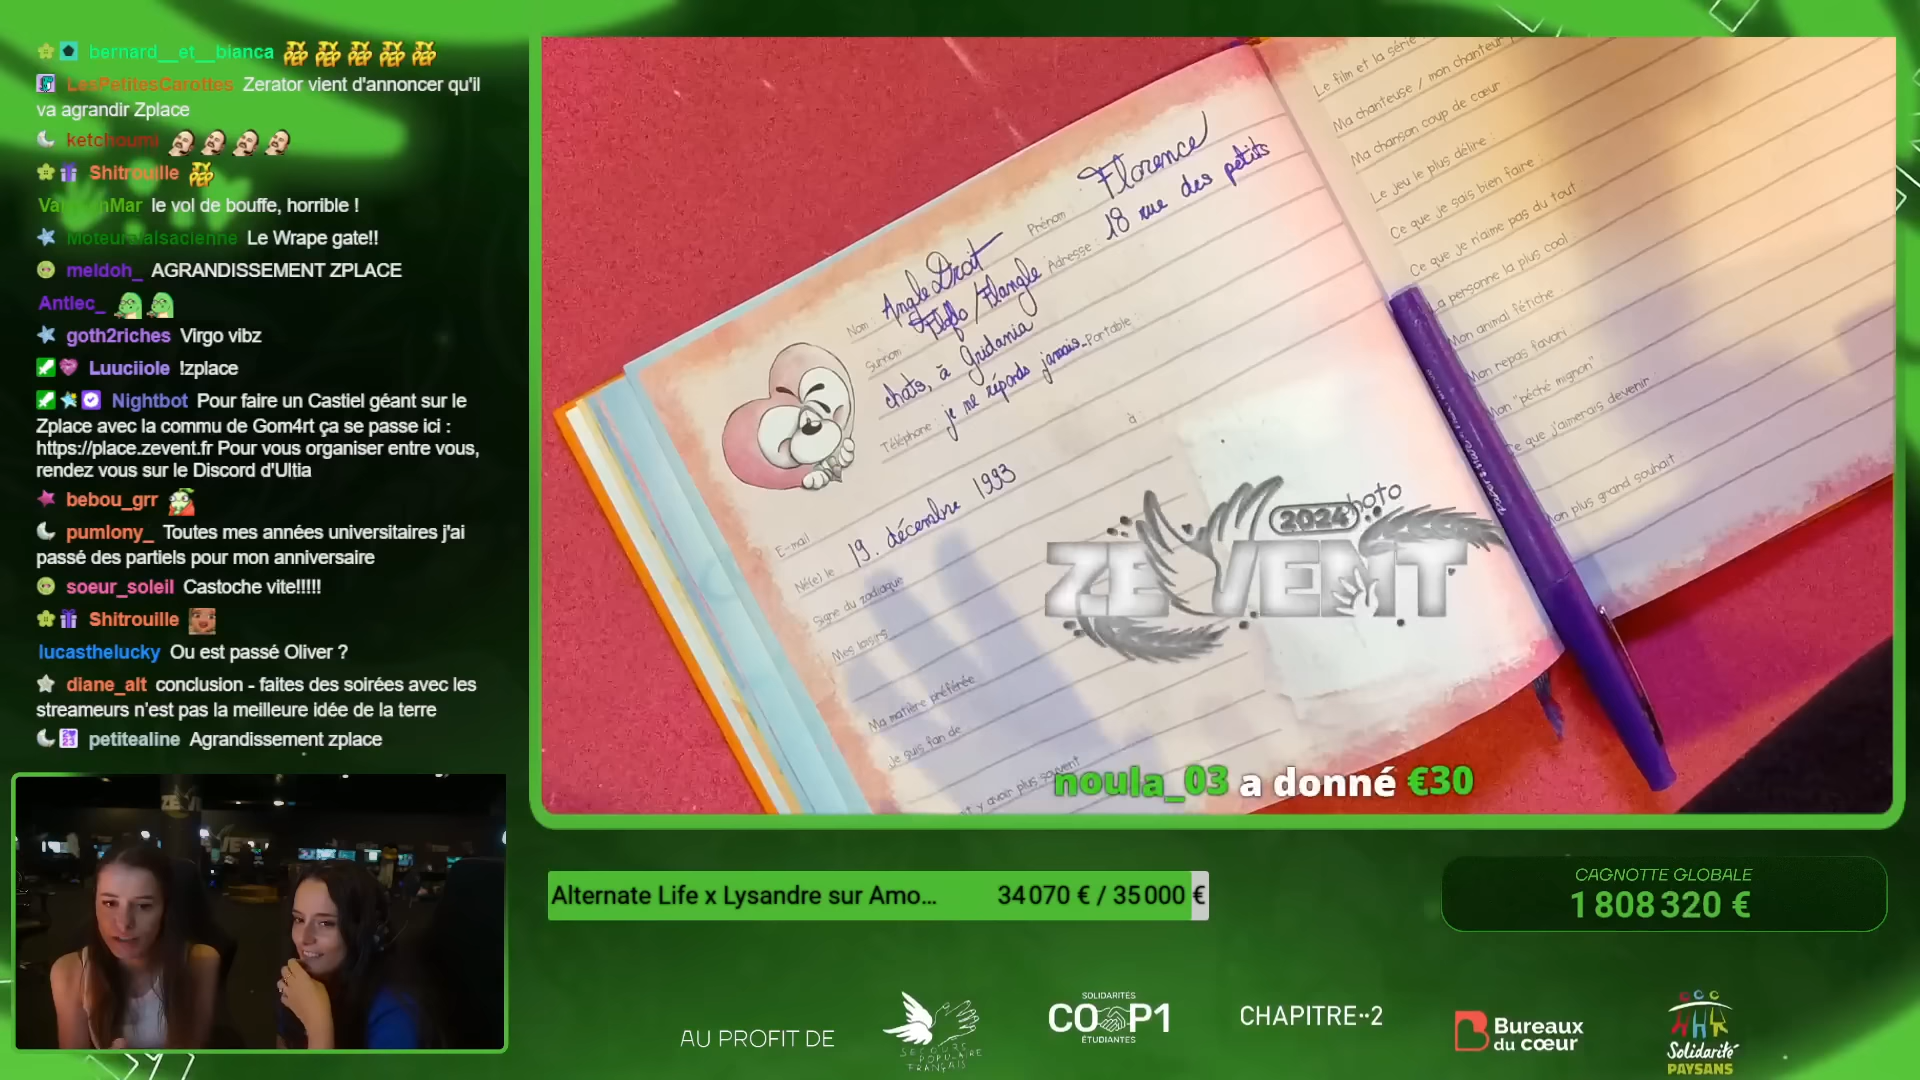 bernard__et__bianca
LesPetitesCarottes Zerator vient d'annoncer qu'il
va agrandir Zplace
ketchoumi
Shitrouille
le vol de bouffe, horrible !
Moteursalsacienne Le Wrape gate!!
meldoh_ AGRANDISSEMENT ZPLACE
Antlec_
goth2riches Virgo vibz
Luuciiole !zplace
Nightbot Pour faire un Castiel géant sur le
Zplace avec la commu de Gom4rt ça se passe ici :
https://place.zevent.fr Pour vous organiser entre vous,
rendez vous sur le Discord d'Ultia
bebou_grr
pumlony_ Toutes mes années universitaires j'ai
passé des partiels pour mon anniversaire
soeur_soleil Castoche vite!!!!!
Shitrouille
lucasthelucky Ou est passé Oliver ?
diane_alt conclusion - faites des soirées avec les
streameurs n'est pas la meilleure idée de la terre
petitealine Agrandissement zplace
Nom : Angle Droit
Prénom : Florence
Surnom : Floflo / Flangle
Adresse : 18 rue des petits
chats, à Gridania
Téléphone : je ne réponds jamais.
Portable :
E-mail
Né(e) le 19. décembre 1993
à :
Signe du zodiaque
Mes loisirs
Ma matière préférée
Je suis fan de
y avoir plus souvent
photo
Le film et la série
Ma chanteuse / mon chanteur
Ma chanson coup de cœur
Le jeu le plus délire :
Ce que je sais bien faire :
Ce que je n'aime pas du tout
La personne la plus cool
Mon animal fétiche :
Mon repas favori :
Mon "péché mignon"
Ce que j'aimerais devenir :
Mon plus grand souhait
2024
ZEVENT
noula_03 a donné €30
Alternate Life x Lysandre sur Amo... 34 070 € / 35 000 €
CAGNOTTE GLOBALE
1 808 320 €
AU PROFIT DE
SECOURS
POPULAIRE
FRANÇAIS
SOLIDARITÉS
COP1
ÉTUDIANTES
CHAPITRE··2
Bureaux
du cœur
Solidarité
PAYSANS